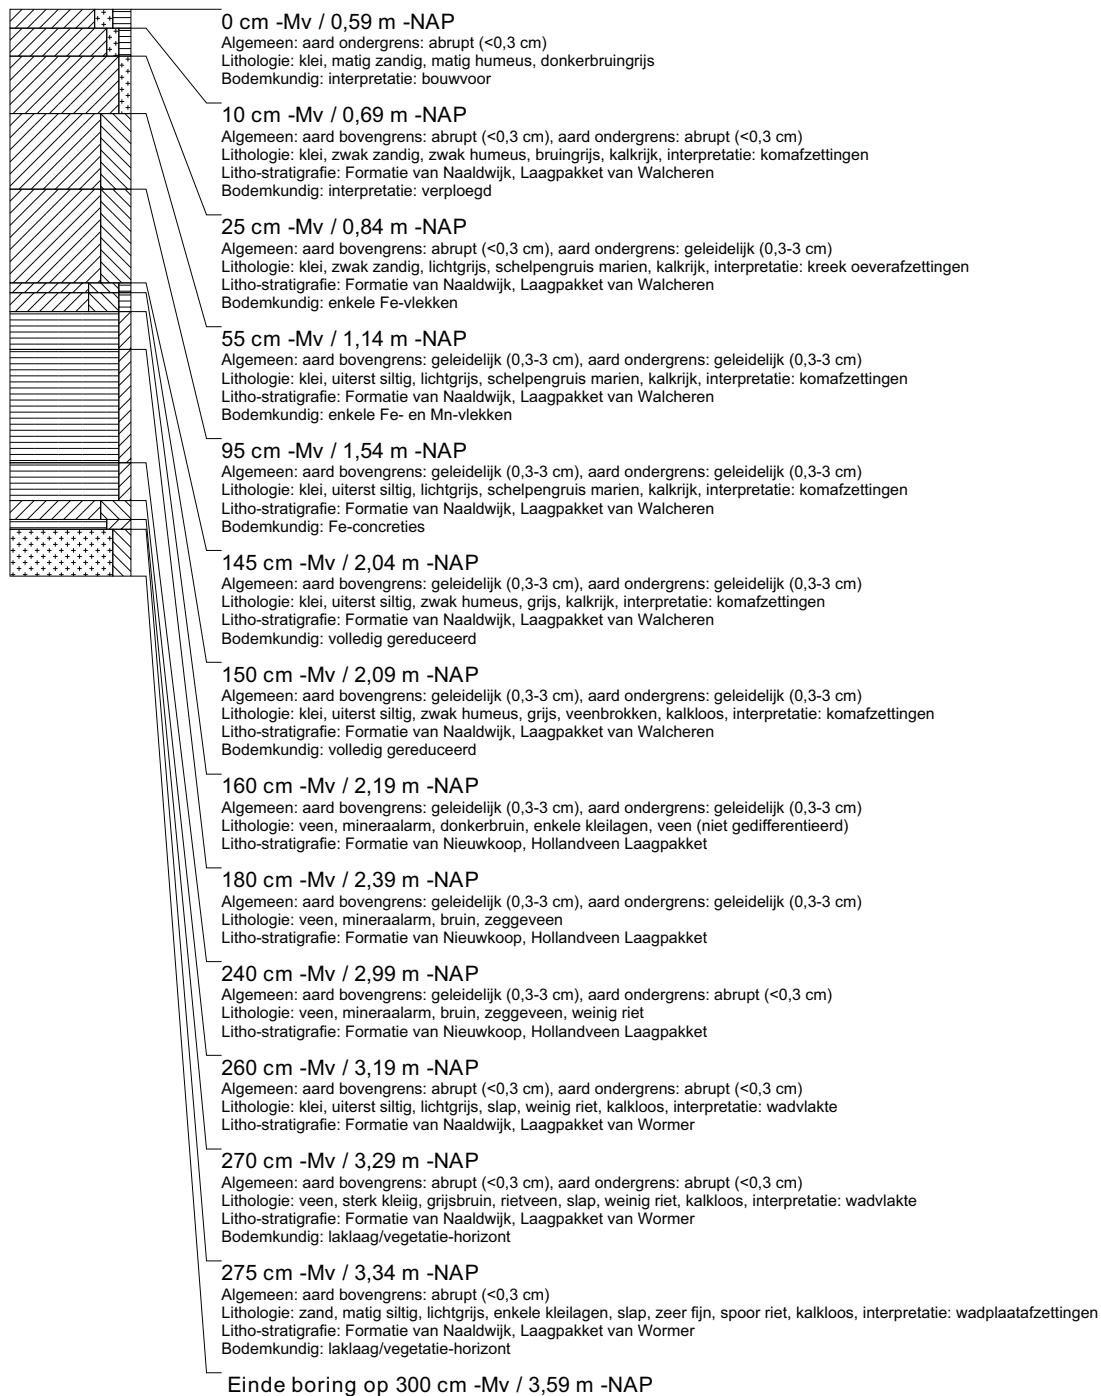 0 cm -Mv / 0,59 m -NAP
Algemeen: aard ondergrens: abrupt (<0,3 cm)
Lithologie: klei, matig zandig, matig humeus, donkerbruingrijs
Bodemkundig: interpretatie: bouwvoor
10 cm -Mv / 0,69 m -NAP
Algemeen: aard bovengrens: abrupt (<0,3 cm), aard ondergrens: abrupt (<0,3 cm)
Lithologie: klei, zwak zandig, zwak humeus, bruingrijs, kalkrijk, interpretatie: komafzettingen
Litho-stratigrafie: Formatie van Naaldwijk, Laagpakket van Walcheren
Bodemkundig: interpretatie: verploegd
25 cm -Mv / 0,84 m -NAP
Algemeen: aard bovengrens: abrupt (<0,3 cm), aard ondergrens: geleidelijk (0,3-3 cm)
Lithologie: klei, zwak zandig, lichtgrijs, schelpengruis marien, kalkrijk, interpretatie: kreek oeverafzettingen
Litho-stratigrafie: Formatie van Naaldwijk, Laagpakket van Walcheren
Bodemkundig: enkele Fe-vlekken
55 cm -Mv / 1,14 m -NAP
Algemeen: aard bovengrens: geleidelijk (0,3-3 cm), aard ondergrens: geleidelijk (0,3-3 cm)
Lithologie: klei, uiterst siltig, lichtgrijs, schelpengruis marien, kalkrijk, interpretatie: komafzettingen
Litho-stratigrafie: Formatie van Naaldwijk, Laagpakket van Walcheren
Bodemkundig: enkele Fe- en Mn-vlekken
95 cm -Mv / 1,54 m -NAP
Algemeen: aard bovengrens: geleidelijk (0,3-3 cm), aard ondergrens: geleidelijk (0,3-3 cm)
Lithologie: klei, uiterst siltig, lichtgrijs, schelpengruis marien, kalkrijk, interpretatie: komafzettingen
Litho-stratigrafie: Formatie van Naaldwijk, Laagpakket van Walcheren
Bodemkundig: Fe-concreties
145 cm -Mv / 2,04 m -NAP
Algemeen: aard bovengrens: geleidelijk (0,3-3 cm), aard ondergrens: geleidelijk (0,3-3 cm)
Lithologie: klei, uiterst siltig, zwak humeus, grijs, kalkrijk, interpretatie: komafzettingen
Litho-stratigrafie: Formatie van Naaldwijk, Laagpakket van Walcheren
Bodemkundig: volledig gereduceerd
150 cm -Mv / 2,09 m -NAP
Algemeen: aard bovengrens: geleidelijk (0,3-3 cm), aard ondergrens: geleidelijk (0,3-3 cm)
Lithologie: klei, uiterst siltig, zwak humeus, grijs, veenbrokken, kalkloos, interpretatie: komafzettingen
Litho-stratigrafie: Formatie van Naaldwijk, Laagpakket van Walcheren
Bodemkundig: volledig gereduceerd
160 cm -Mv / 2,19 m -NAP
Algemeen: aard bovengrens: geleidelijk (0,3-3 cm), aard ondergrens: geleidelijk (0,3-3 cm)
Lithologie: veen, mineraalarm, donkerbruin, enkele kleilagen, veen (niet gedifferentieerd)
Litho-stratigrafie: Formatie van Nieuwkoop, Hollandveen Laagpakket
180 cm -Mv / 2,39 m -NAP
Algemeen: aard bovengrens: geleidelijk (0,3-3 cm), aard ondergrens: geleidelijk (0,3-3 cm)
Lithologie: veen, mineraalarm, bruin, zeggeveen
Litho-stratigrafie: Formatie van Nieuwkoop, Hollandveen Laagpakket
240 cm -Mv / 2,99 m -NAP
Algemeen: aard bovengrens: geleidelijk (0,3-3 cm), aard ondergrens: abrupt (<0,3 cm)
Lithologie: veen, mineraalarm, bruin, zeggeveen, weinig riet
Litho-stratigrafie: Formatie van Nieuwkoop, Hollandveen Laagpakket
260 cm -Mv / 3,19 m -NAP
Algemeen: aard bovengrens: abrupt (<0,3 cm), aard ondergrens: abrupt (<0,3 cm)
Lithologie: klei, uiterst siltig, lichtgrijs, slap, weinig riet, kalkloos, interpretatie: wadvlakte
Litho-stratigrafie: Formatie van Naaldwijk, Laagpakket van Wormer
270 cm -Mv / 3,29 m -NAP
Algemeen: aard bovengrens: abrupt (<0,3 cm), aard ondergrens: abrupt (<0,3 cm)
Lithologie: veen, sterk kleiig, grijsbruin, rietveen, slap, weinig riet, kalkloos, interpretatie: wadvlakte
Litho-stratigrafie: Formatie van Naaldwijk, Laagpakket van Wormer
Bodemkundig: laklaag/vegetatie-horizont
275 cm -Mv / 3,34 m -NAP
Algemeen: aard bovengrens: abrupt (<0,3 cm)
Lithologie: zand, matig siltig, lichtgrijs, enkele kleilagen, slap, zeer fijn, spoor riet, kalkloos, interpretatie: wadplaatafzettingen
Litho-stratigrafie: Formatie van Naaldwijk, Laagpakket van Wormer
Bodemkundig: laklaag/vegetatie-horizont
Einde boring op 300 cm -Mv / 3,59 m -NAP